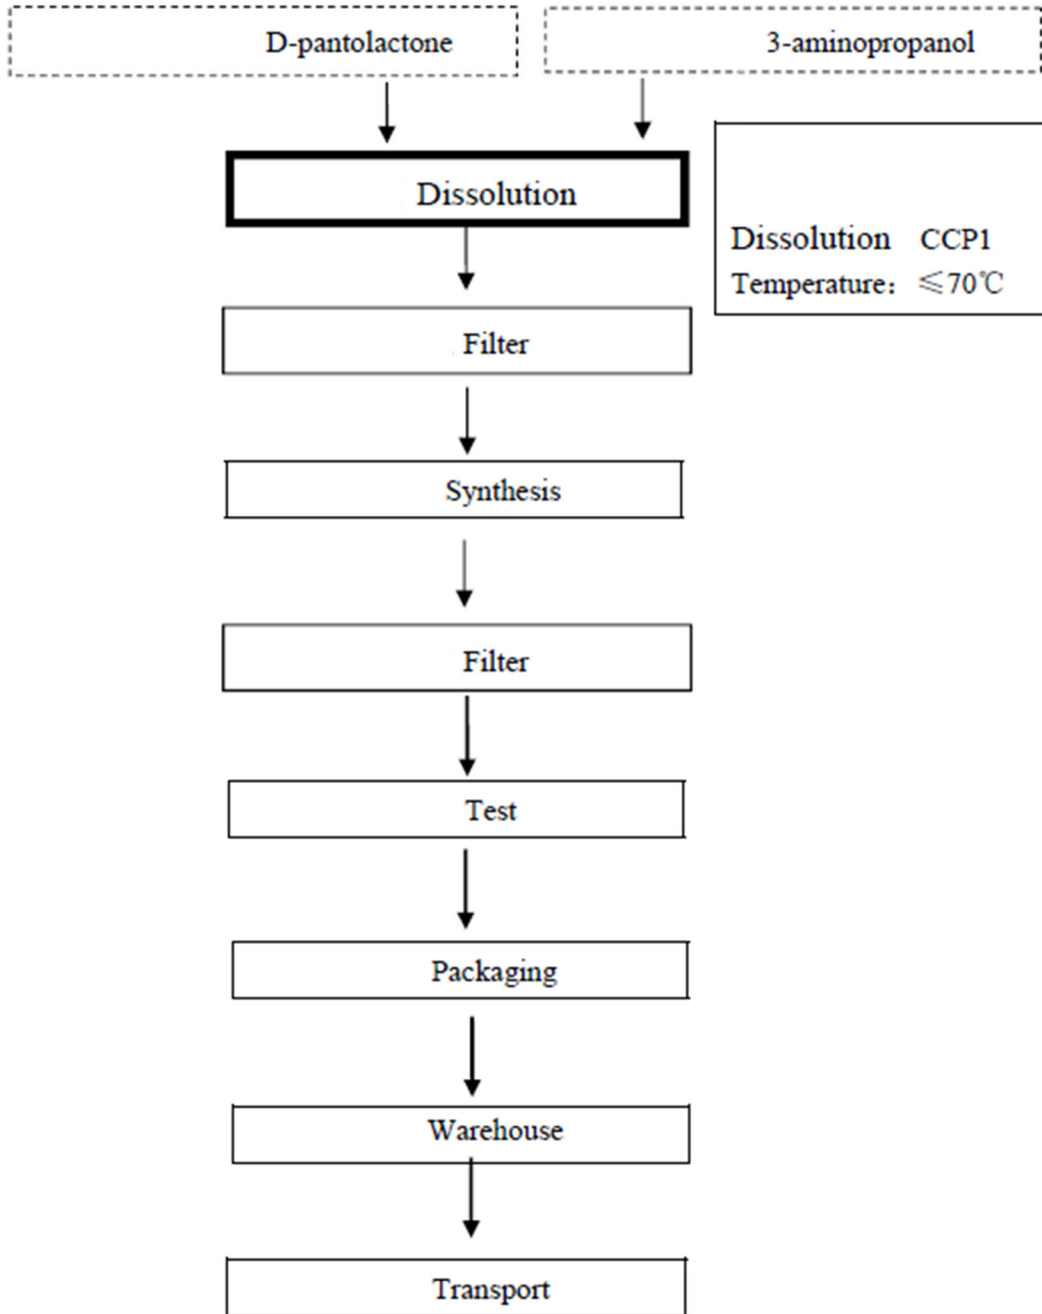 D-pantolactone
3-aminopropanol
Dissolution
Dissolution CCP1
Temperature：≤70℃
Filter
Synthesis
Filter
Test
Packaging
Warehouse
Transport